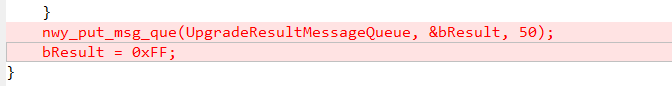 }
nwy_put_msg_que(UpgradeResultMessageQueue, &bResult, 50);
bResult = 0xFF;
}